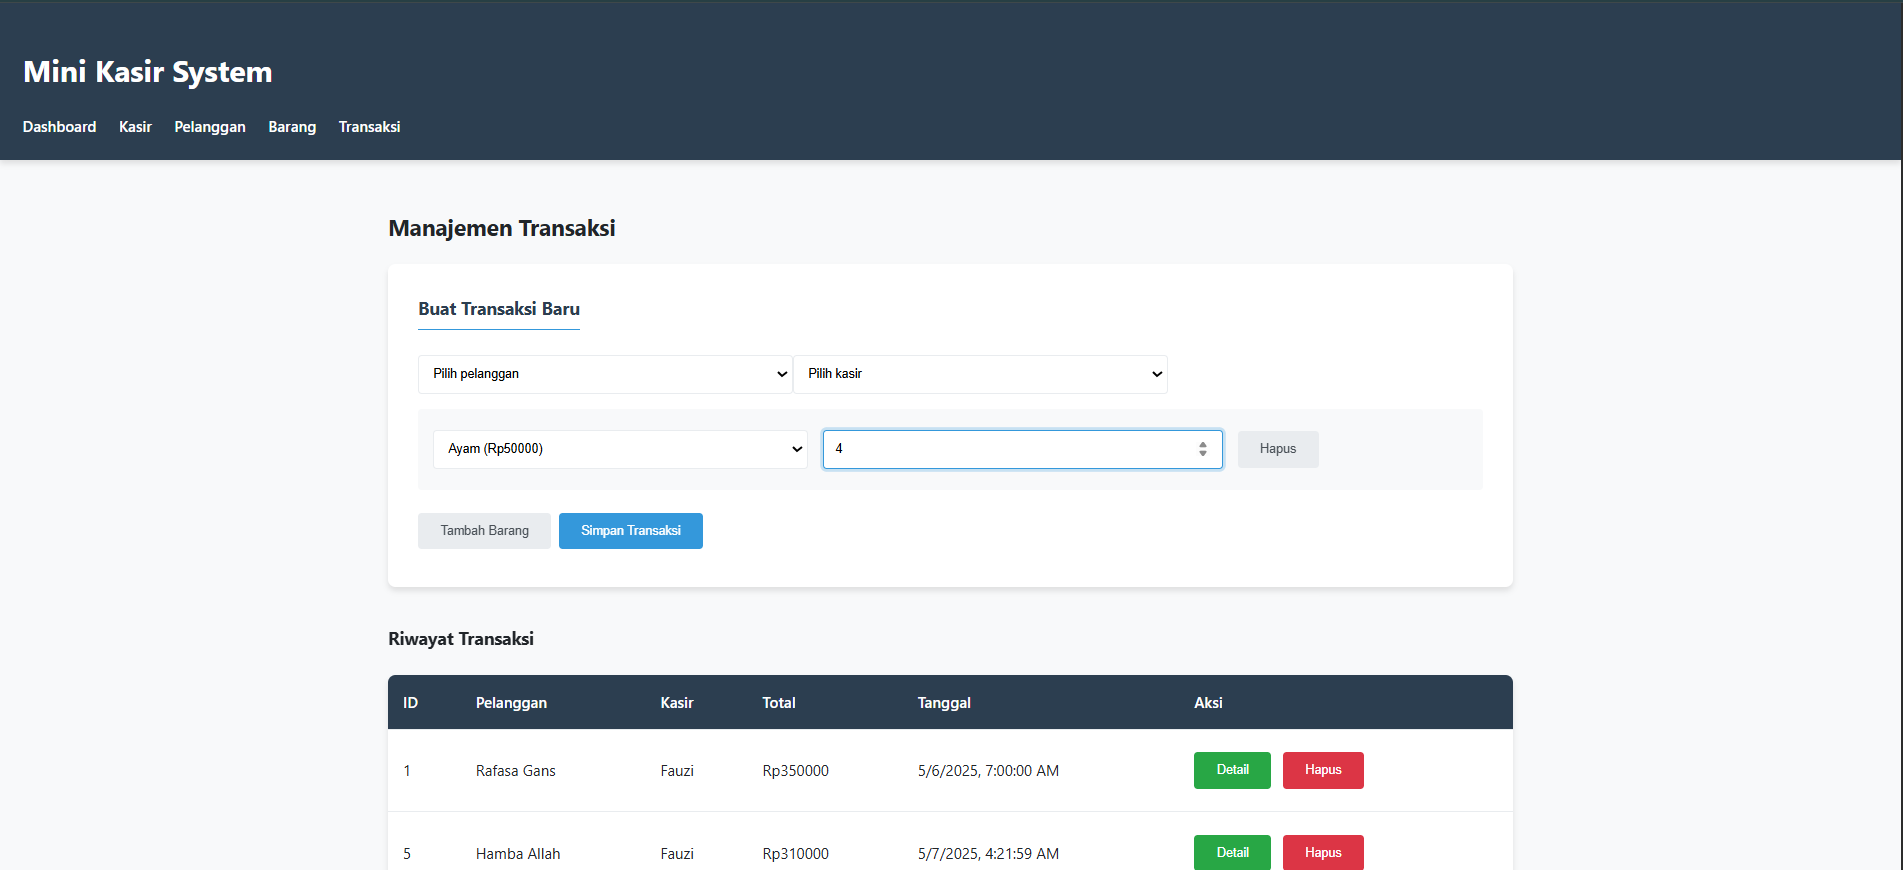 Mini Kasir System
Dashboard Kasir Pelanggan Barang Transaksi
Manajemen Transaksi
Buat Transaksi Baru
Pilih pelanggan Pilih kasir
Ayam (Rp50000) 4 Hapus
Tambah Barang Simpan Transaksi
Riwayat Transaksi
ID Pelanggan Kasir Total Tanggal Aksi
1 Rafasa Gans Fauzi Rp350000 5/6/2025, 7:00:00 AM Detail Hapus
5 Hamba Allah Fauzi Rp310000 5/7/2025, 4:21:59 AM Detail Hapus